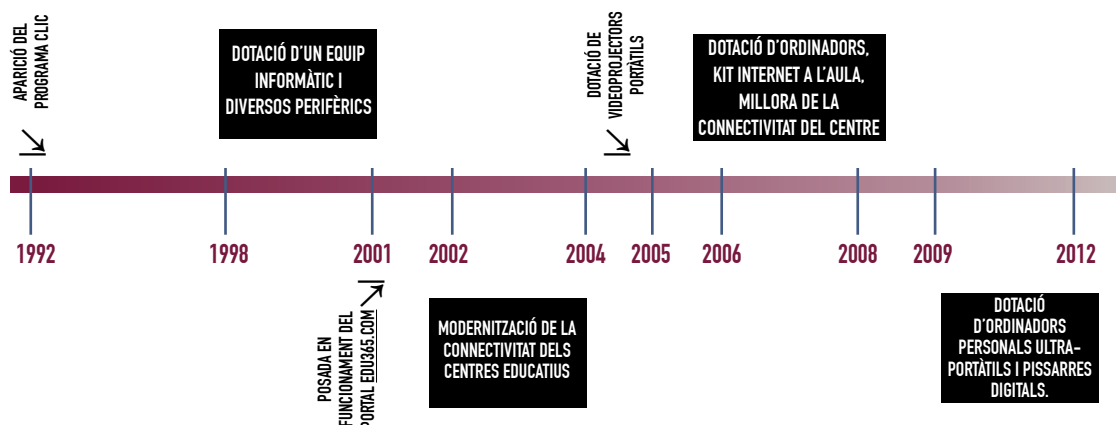 APARICIÓ DEL
PROGRAMA CLIC
DOTACIÓ D'UN EQUIP
INFORMÀTIC I
DIVERSOS PERIFÈRICS
DOTACIÓ DE
VIDEOPROJECTORS
PORTÀTILS
DOTACIÓ D'ORDINADORS,
KIT INTERNET A L'AULA,
MILLORA DE LA
CONNECTIVITAT DEL CENTRE
1992
1998
2001
2002
2004
2005
2006
2008
2009
2012
POSADA EN
FUNCIONAMENT DEL
PORTAL EDU365.COM
MODERNITZACIÓ DE LA
CONNECTIVITAT DELS
CENTRES EDUCATIUS
DOTACIÓ
D'ORDINADORS
PERSONALS ULTRA-
PORTÀTILS I PISSARRES
DIGITALS.